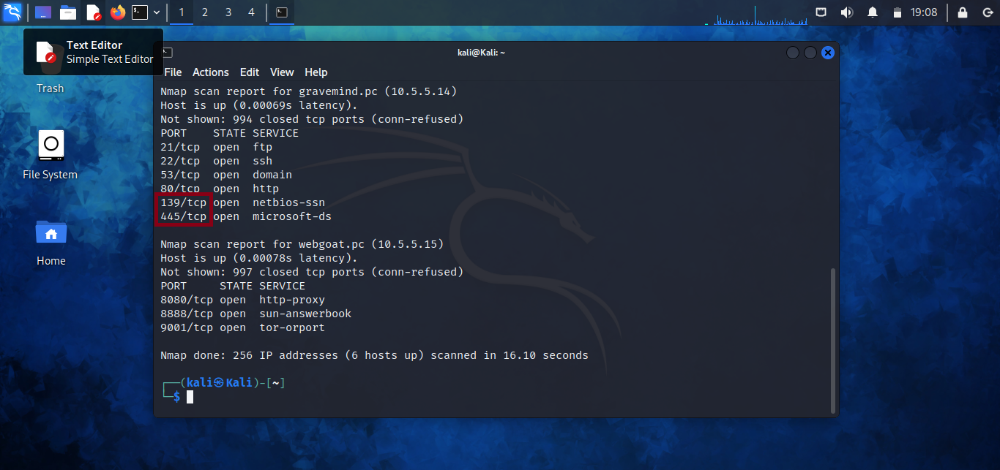 1 2 3 4 19:08
Text Editor
Simple Text Editor
Trash
File System
Home
kali@Kali: ~
File Actions Edit View Help
Nmap scan report for gravemind.pc (10.5.5.14)
Host is up (0.00069s latency).
Not shown: 994 closed tcp ports (conn-refused)
PORT    STATE SERVICE
21/tcp  open  ftp
22/tcp  open  ssh
53/tcp  open  domain
80/tcp  open  http
139/tcp open  netbios-ssn
445/tcp open  microsoft-ds
Nmap scan report for webgoat.pc (10.5.5.15)
Host is up (0.00078s latency).
Not shown: 997 closed tcp ports (conn-refused)
PORT     STATE SERVICE
8080/tcp open  http-proxy
8888/tcp open  sun-answerbook
9001/tcp open  tor-orport
Nmap done: 256 IP addresses (6 hosts up) scanned in 16.10 seconds
┌──(kali㉿Kali)-[~]
└─$